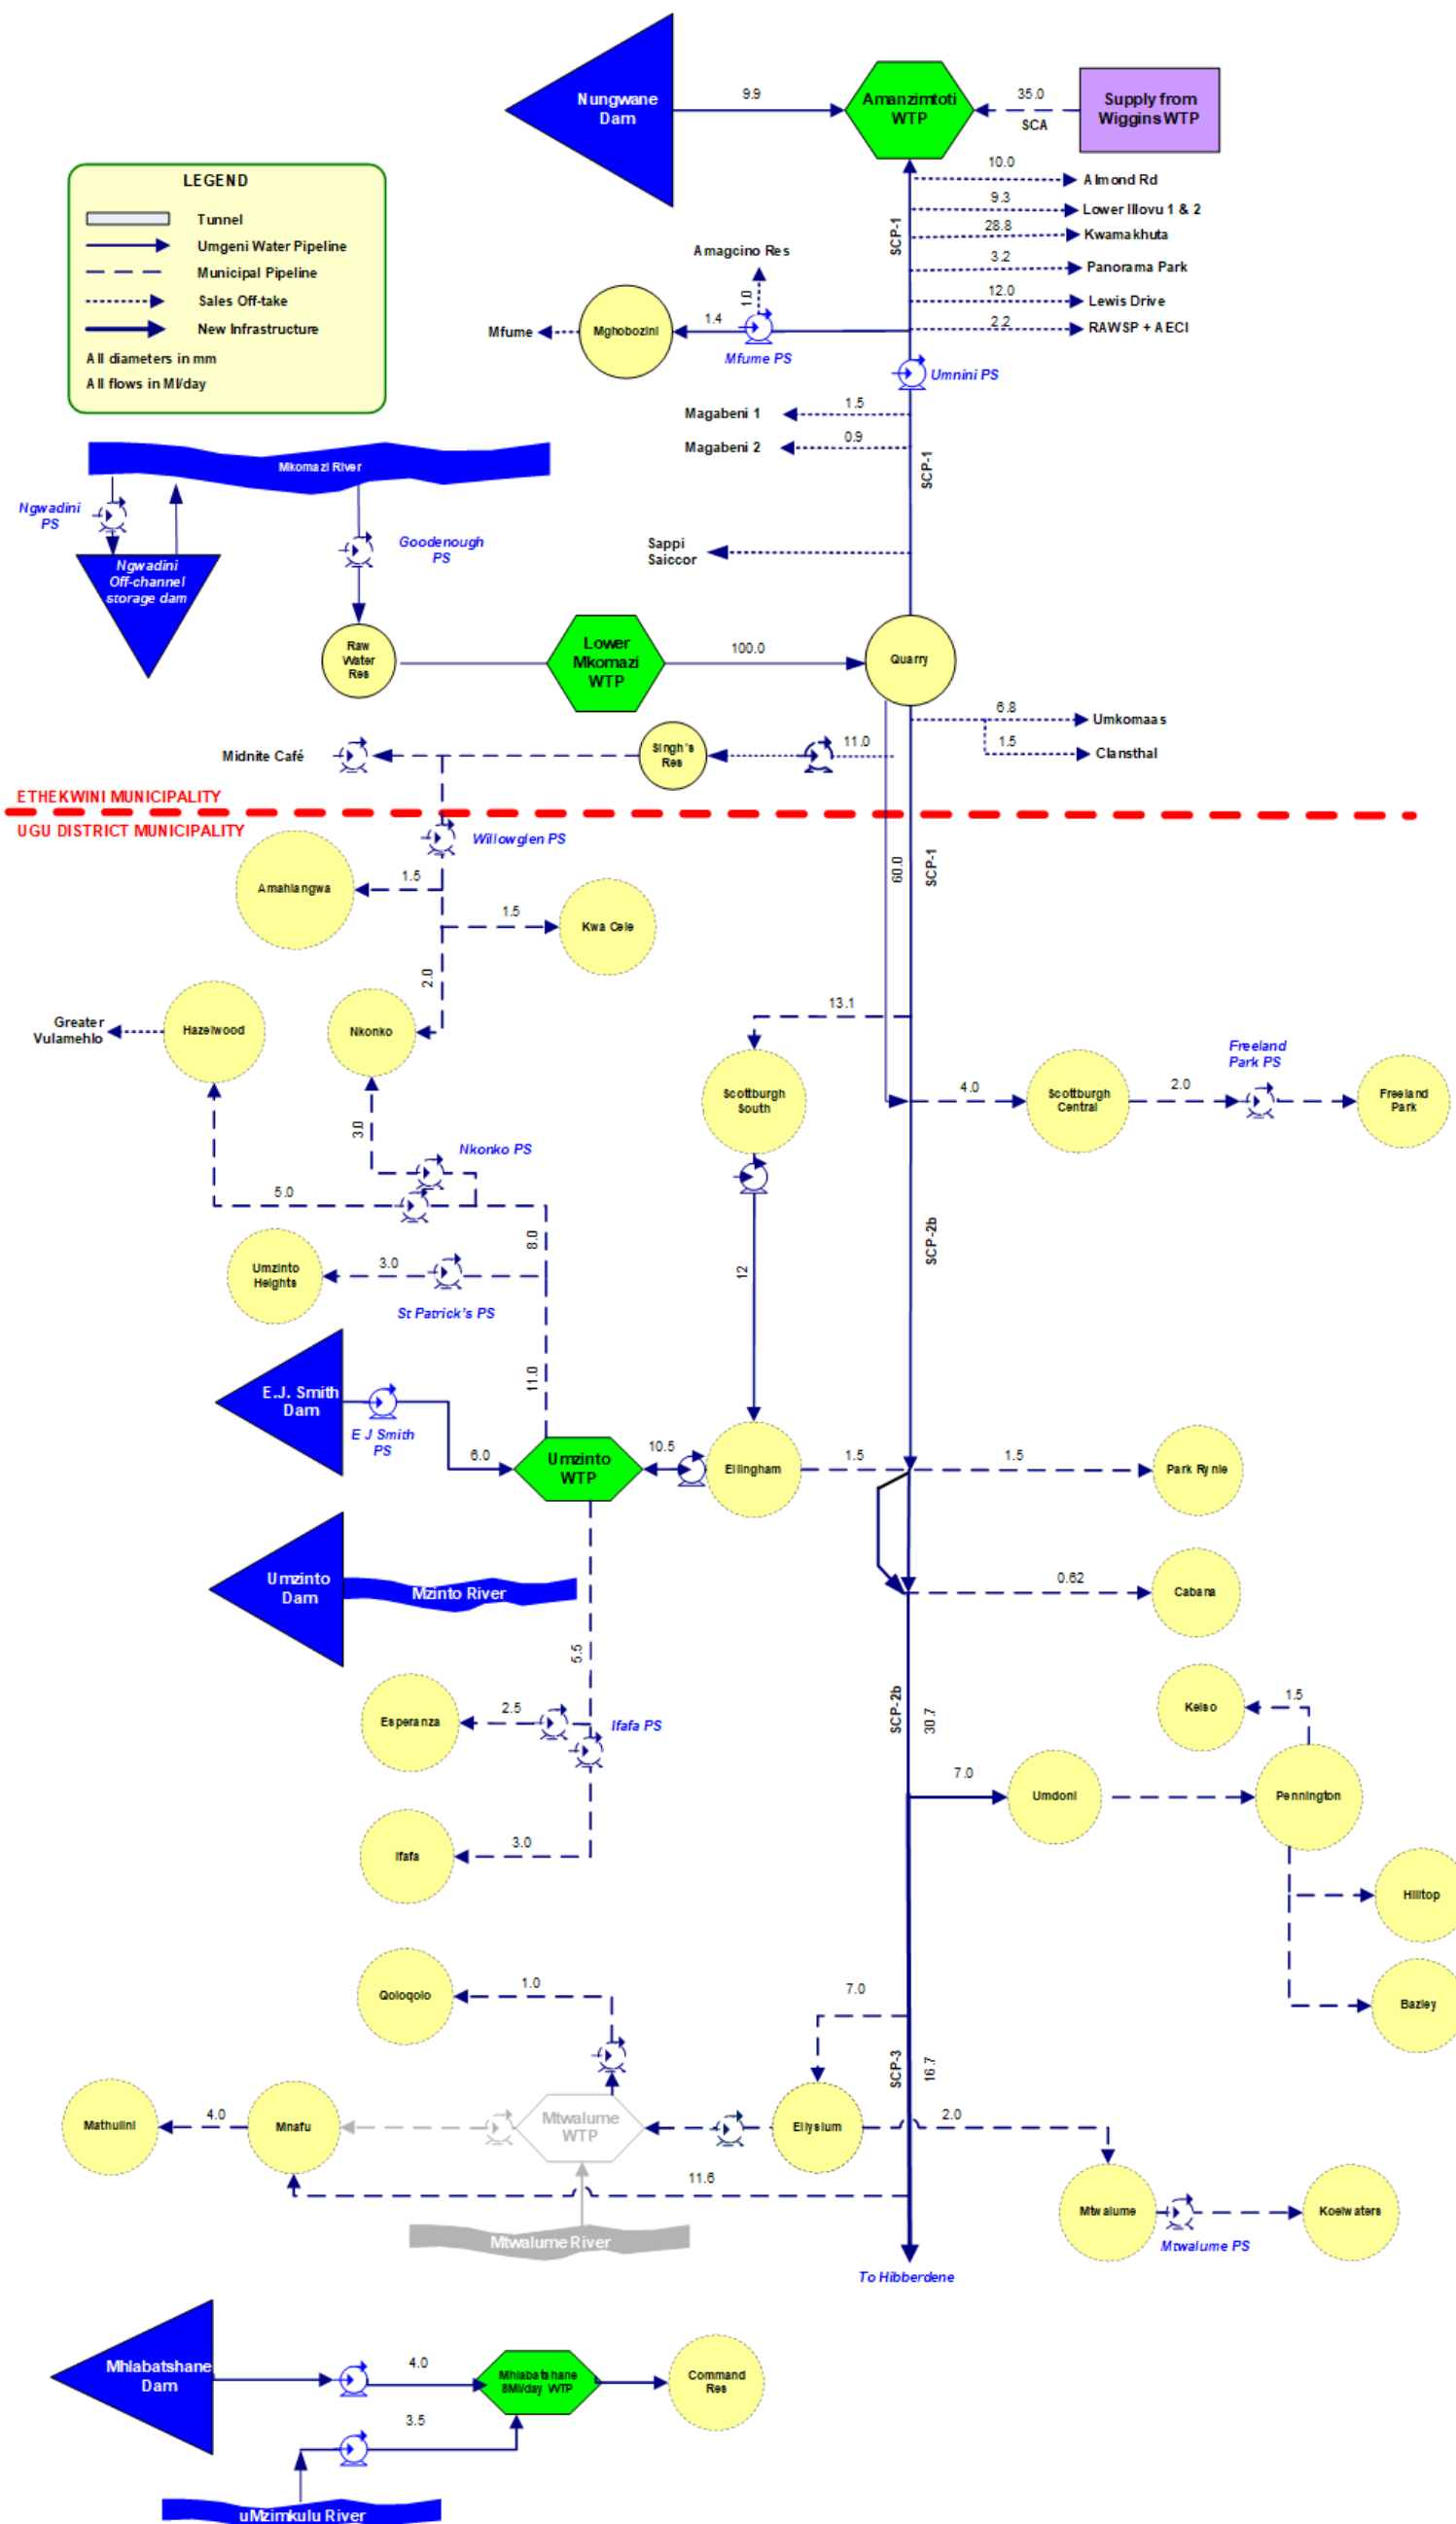 Nungwane
Dam
9.9
Amanzimtoti
WTP
35.0
SCA
Supply from
Wiggins WTP
LEGEND
Tunnel
Umgeni Water Pipeline
Municipal Pipeline
Sales Off-take
New Infrastructure
All diameters in mm
All flows in Ml/day
10.0
Almond Rd
9.3
Lower Illovu 1 & 2
28.8
Kwamakhuta
3.2
Panorama Park
12.0
Lewis Drive
2.2
RAWSP + AECI
SCP-1
Amagcino Res
1.0
Mfume
Mghobozini
1.4
Mfume PS
Umnini PS
Magabeni 1
1.5
Magabeni 2
0.9
SCP-1
Mkomazi River
Ngwadini
PS
Goodenough
PS
Ngwadini
Off-channel
storage dam
Sappi
Saiccor
Raw
Water
Res
Lower
Mkomazi
WTP
100.0
Quarry
6.8
Umkomaas
1.5
Clansthal
Midnite Café
Singh's
Res
11.0
ETHEKWINI MUNICIPALITY
UGU DISTRICT MUNICIPALITY
Willowglen PS
60.0
SCP-1
Amahlangwa
1.5
1.5
Kwa Cele
2.0
Greater
Vulamehlo
Hazelwood
Nkonko
13.1
Scottburgh
South
4.0
Scottburgh
Central
2.0
Freeland
Park PS
Freeland
Park
3.0
Nkonko PS
5.0
8.0
SCP-2b
Umzinto
Heights
3.0
St Patrick's PS
12
11.0
E.J. Smith
Dam
E J Smith
PS
6.0
Umzinto
WTP
10.5
Ellingham
1.5
1.5
Park Rynie
Umzinto
Dam
Mzinto River
0.62
Cabana
5.5
Esperanza
2.5
Ifafa PS
SCP-2b
30.7
Kelso
1.5
7.0
Umdoni
Pennington
Ifafa
3.0
Hilltop
Qoloqolo
1.0
7.0
Bazley
SCP-3
16.7
Mathulini
4.0
Mnafu
Mtwalume
WTP
Ellysium
2.0
11.6
Mtwalume
Koelwaters
Mtwalume PS
Mtwalume River
To Hibberdene
Mhlabatshane
Dam
4.0
Mhlabatshane
8Ml/day WTP
Command
Res
3.5
uMzimkulu River